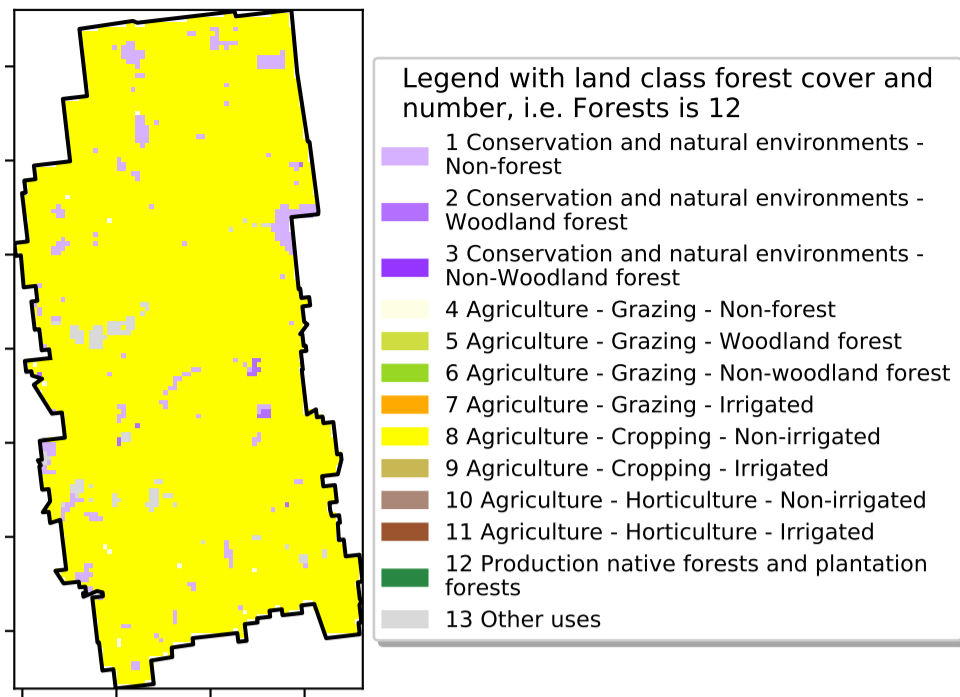 Legend with land class forest cover and
number, i.e. Forests is 12
1 Conservation and natural environments -
Non-forest
2 Conservation and natural environments -
Woodland forest
3 Conservation and natural environments -
Non-Woodland forest
4 Agriculture - Grazing - Non-forest
5 Agriculture - Grazing - Woodland forest
6 Agriculture - Grazing - Non-woodland forest
7 Agriculture - Grazing - Irrigated
8 Agriculture - Cropping - Non-irrigated
9 Agriculture - Cropping - Irrigated
10 Agriculture - Horticulture - Non-irrigated
11 Agriculture - Horticulture - Irrigated
12 Production native forests and plantation
forests
13 Other uses